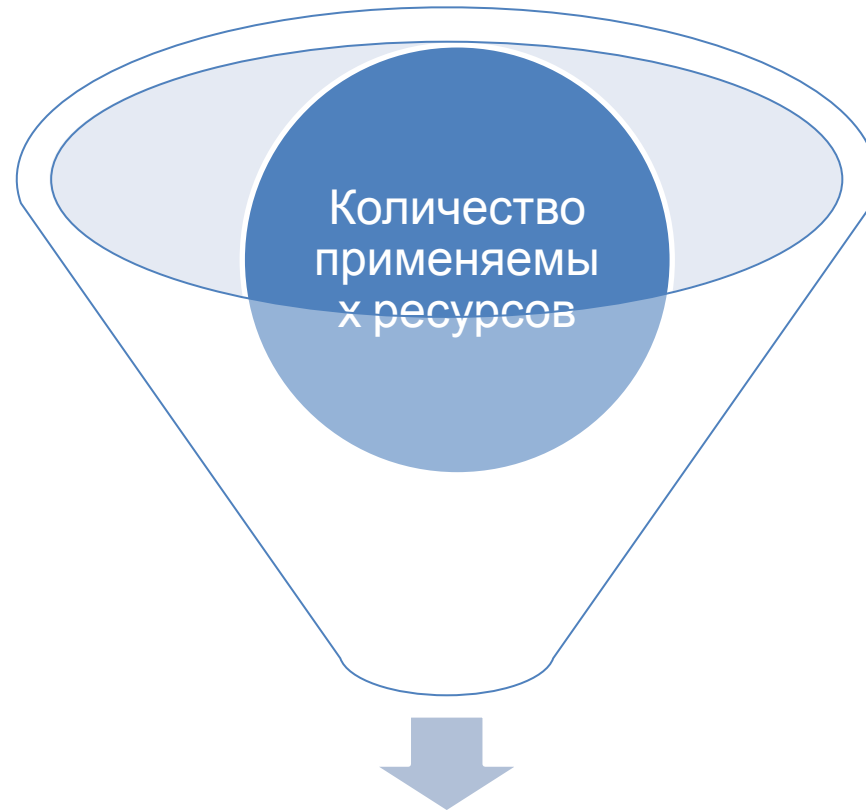 Количество
применяемы
х ресурсов